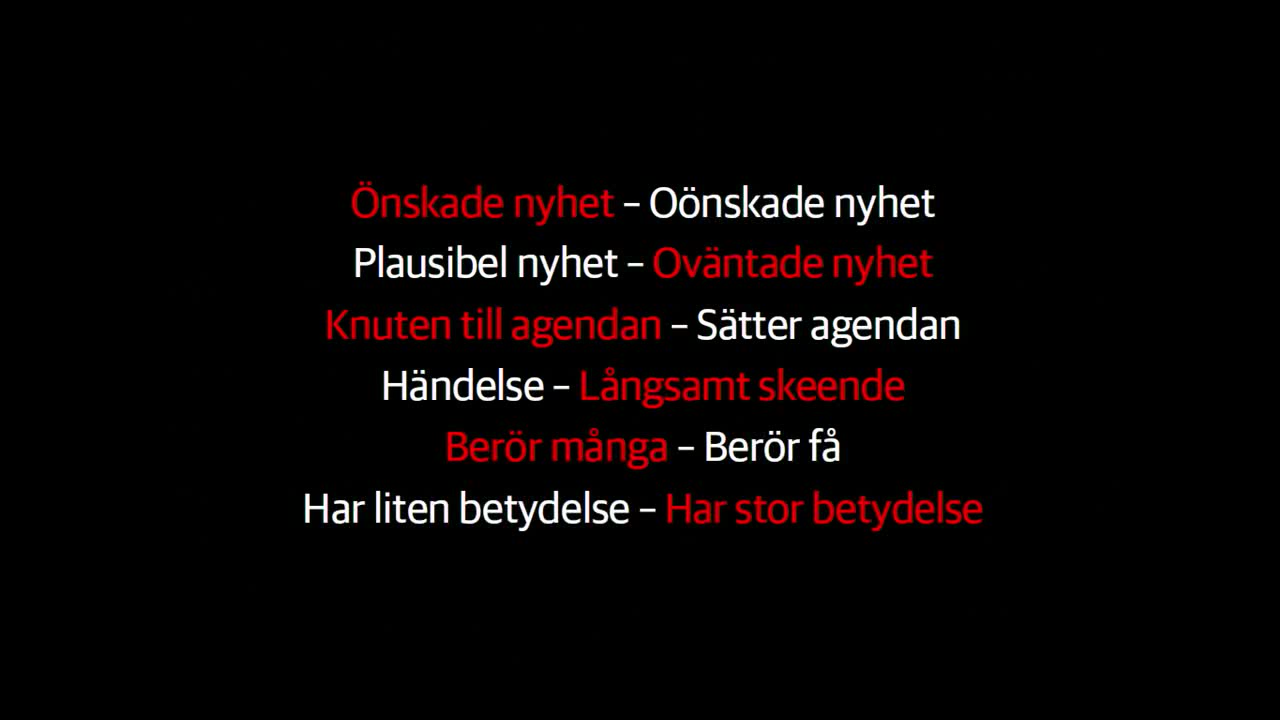 Önskade nyhet – Oönskade nyhet
Plausibel nyhet – Oväntade nyhet
Knuten till agendan – Sätter agendan
Händelse – Långsamt skeende
Berör många – Berör få
Har liten betydelse – Har stor betydelse